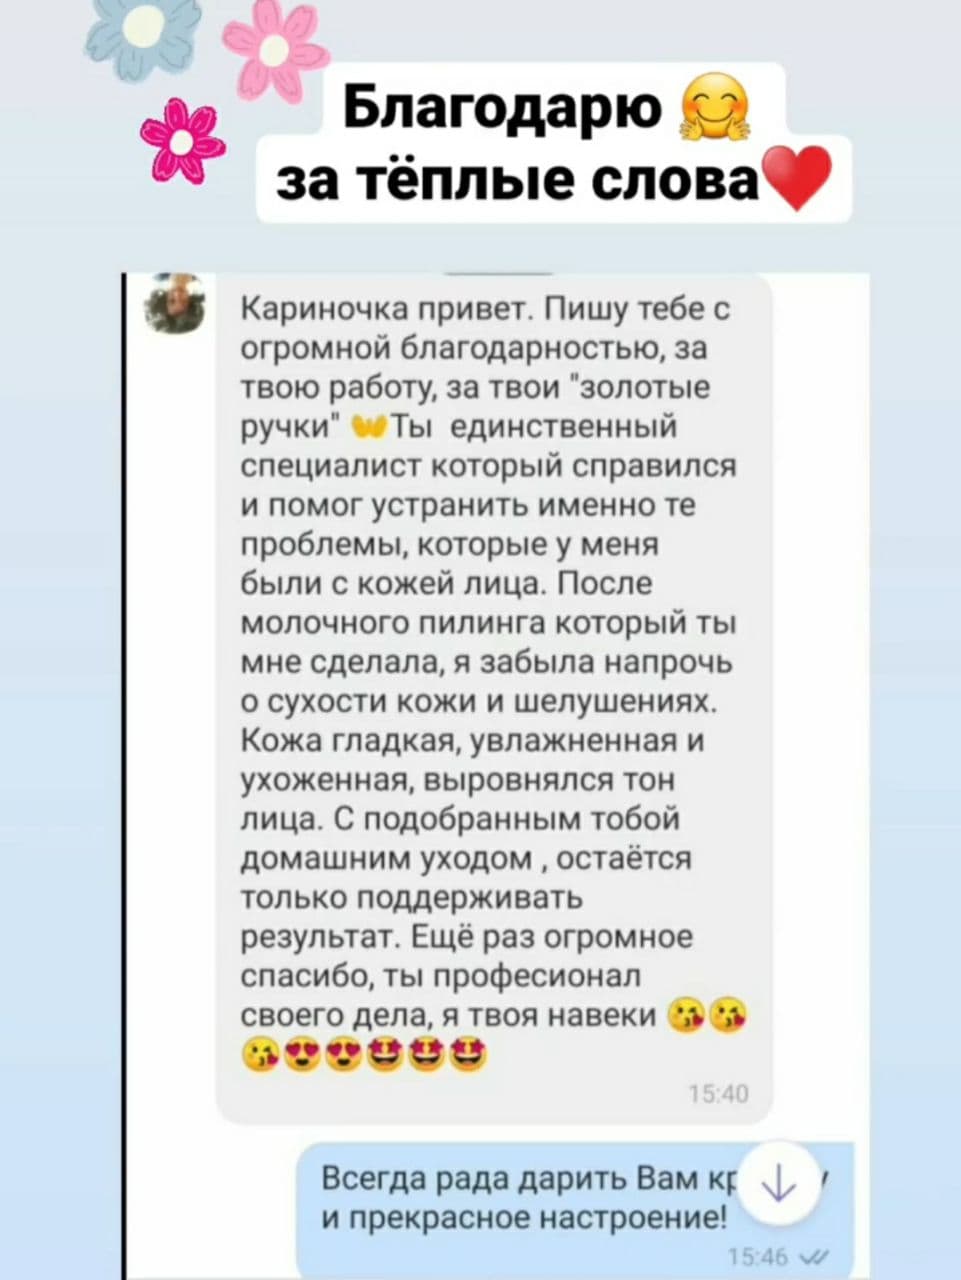 Благодарю 🤗
за тёплые слова❤️
Кариночка привет. Пишу тебе с
огромной благодарностью, за
твою работу, за твои "золотые
ручки" 👐Ты единственный
специалист который справился
и помог устранить именно те
проблемы, которые у меня
были с кожей лица. После
молочного пилинга который ты
мне сделала, я забыла напрочь
о сухости кожи и шелушениях.
Кожа гладкая, увлажненная и
ухоженная, выровнялся тон
лица. С подобранным тобой
домашним уходом , остаётся
только поддерживать
результат. Ещё раз огромное
спасибо, ты професионал
своего дела, я твоя навеки 😘😘
😘😍😍🤩🤩🤩
15:40
Всегда рада дарить Вам
и прекрасное настроение!
15:46